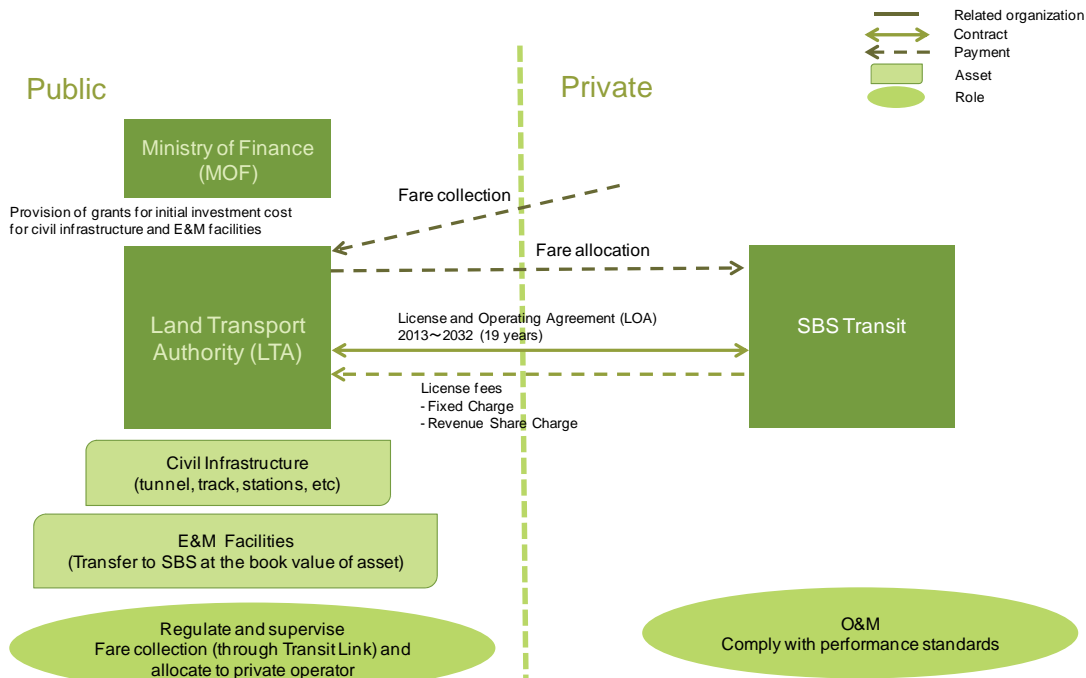 Related organization
Contract
Payment
Asset
Role
Public
Private
Ministry of Finance
(MOF)
Provision of grants for initial investment cost
for civil infrastructure and E&M facilities
Fare collection
Fare allocation
Land Transport
Authority (LTA)
License and Operating Agreement (LOA)
2013～2032 (19 years)
SBS Transit
License fees
- Fixed Charge
- Revenue Share Charge
Civil Infrastructure
(tunnel, track, stations, etc)
E&M Facilities
(Transfer to SBS at the book value of asset)
Regulate and supervise
Fare collection (through Transit Link) and
allocate to private operator
O&M
Comply with performance standards